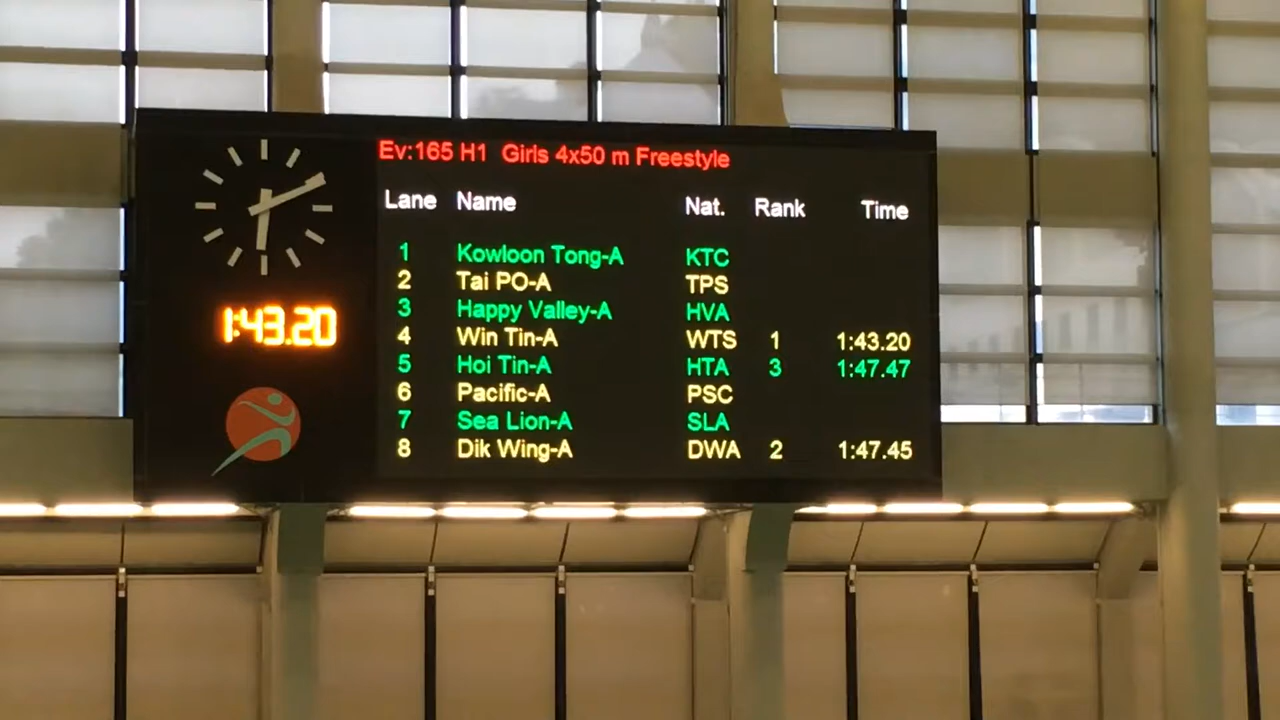 Ev:165 H1 Girls 4x50 m Freestyle
Lane Name Nat. Rank Time
1 Kowloon Tong-A KTC
2 Tai PO-A TPS
3 Happy Valley-A HVA
4 Win Tin-A WTS 1 1:43.20
5 Hoi Tin-A HTA 3 1:47.47
6 Pacific-A PSC
7 Sea Lion-A SLA
8 Dik Wing-A DWA 2 1:47.45
1:43.20